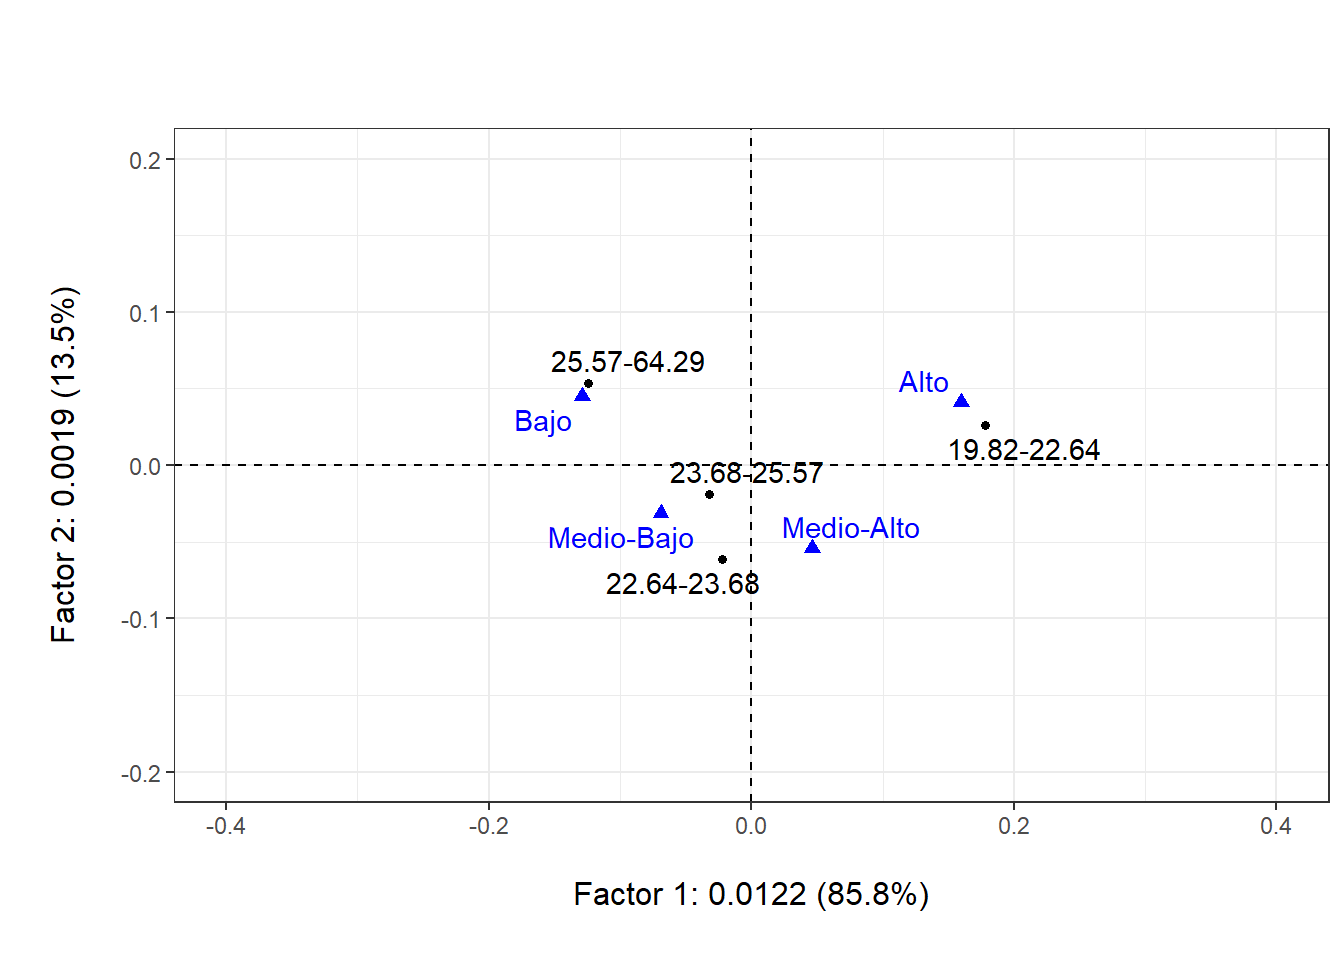 0.2
0.1
0.0
-0.1
-0.2
Factor 2: 0.0019 (13.5%)
25.57-64.29
Bajo
Alto
19.82-22.64
23.68-25.57
Medio-Bajo
Medio-Alto
22.64-23.68
-0.4
-0.2
0.0
0.2
0.4
Factor 1: 0.0122 (85.8%)